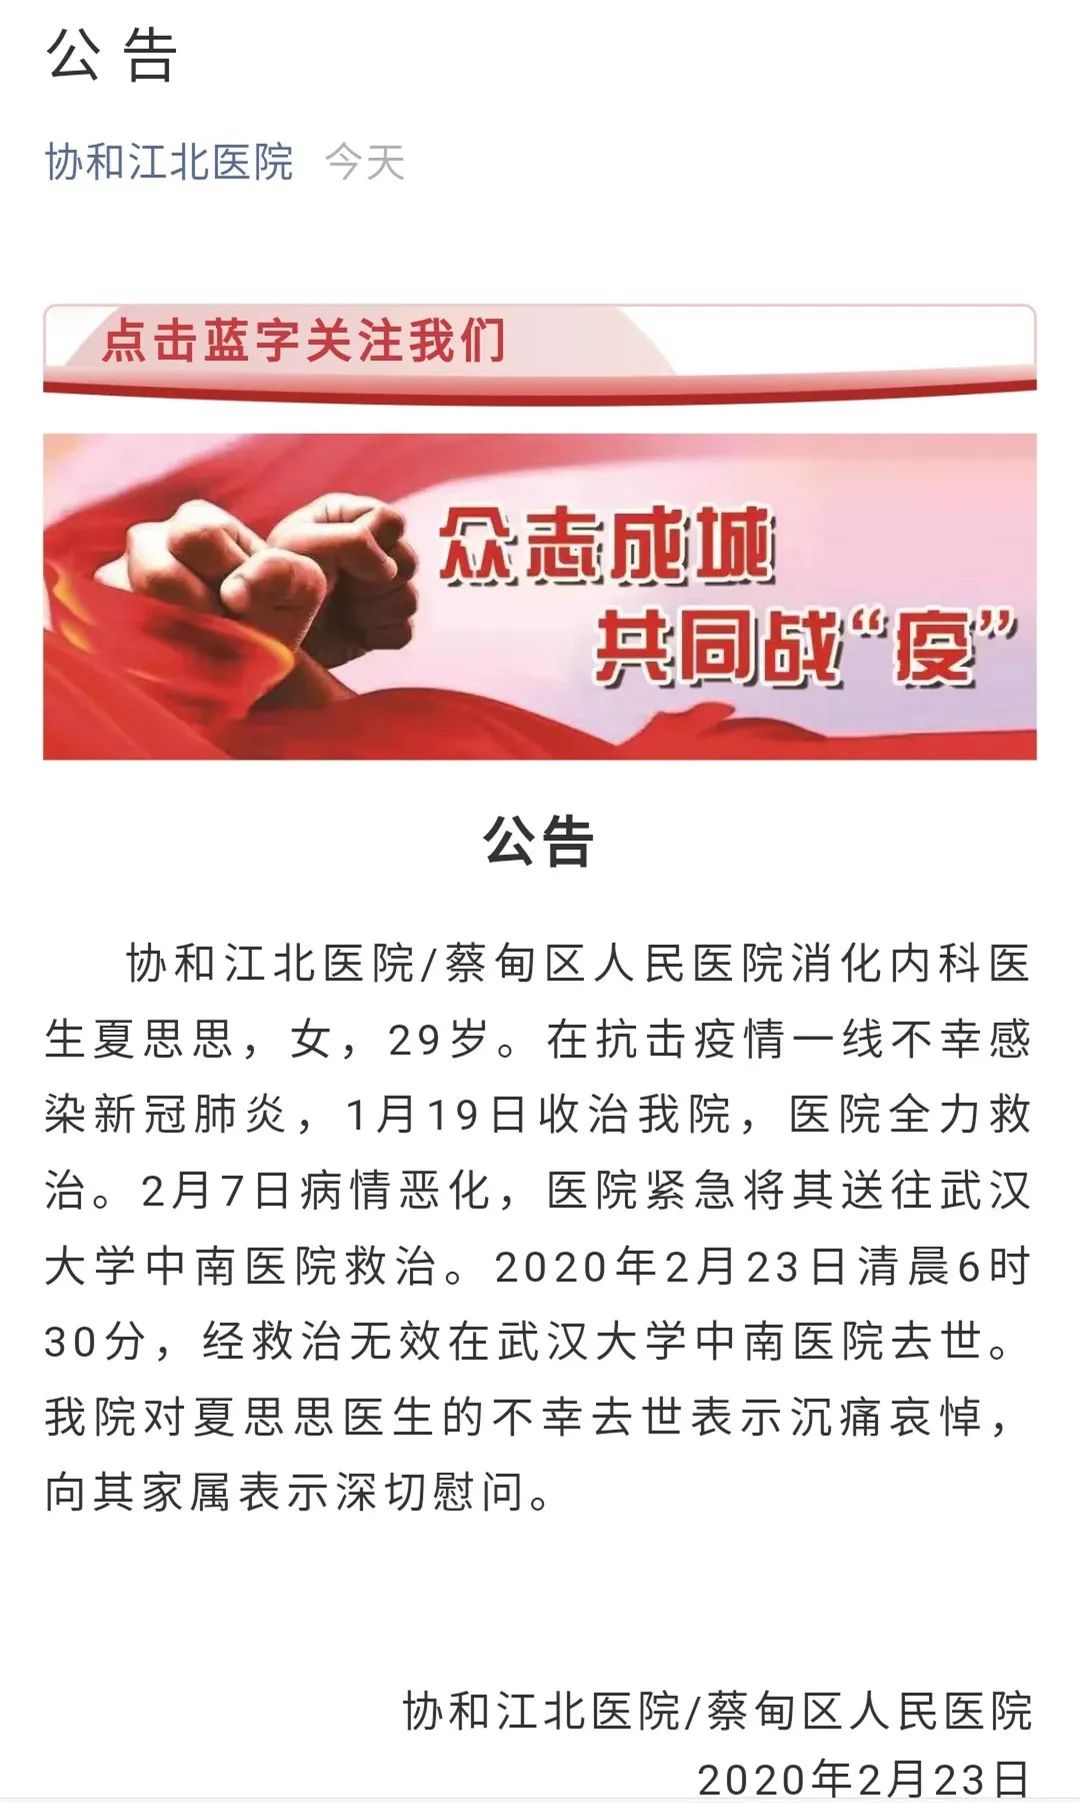 公 告
协和江北医院 今天
点击蓝字关注我们
众志成城
共同战“疫”
公告
协和江北医院/蔡甸区人民医院消化内科医
生夏思思，女，29岁。在抗击疫情一线不幸感
染新冠肺炎，1月19日收治我院，医院全力救
治。2月7日病情恶化，医院紧急将其送往武汉
大学中南医院救治。2020年2月23日清晨6时
30分，经救治无效在武汉大学中南医院去世。
我院对夏思思医生的不幸去世表示沉痛哀悼，
向其家属表示深切慰问。
协和江北医院/蔡甸区人民医院
2020年2月23日